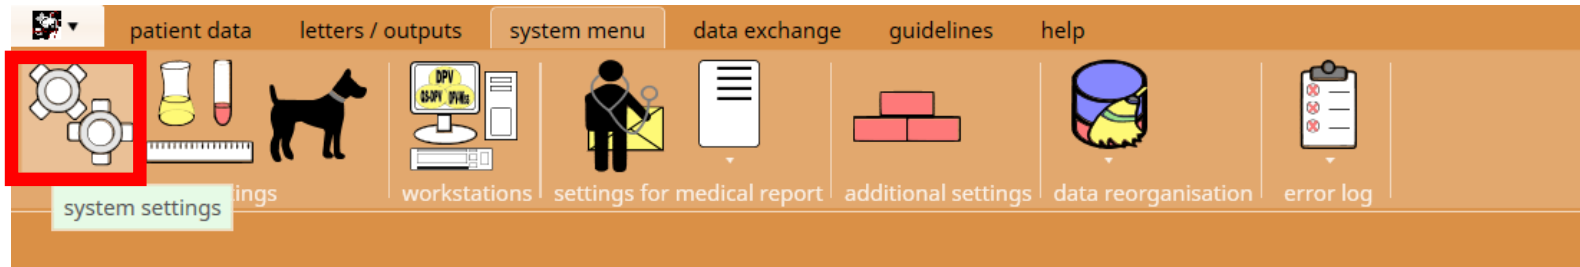 patient data letters / outputs system menu data exchange guidelines help
DPV
QS-DPV DPV-Wiss
ings workstations settings for medical report additional settings data reorganisation error log
system settings